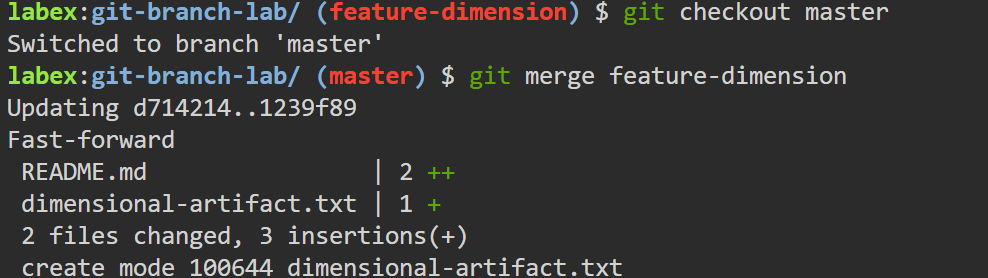 labex:git-branch-lab/ (feature-dimension) $ git checkout master
Switched to branch 'master'
labex:git-branch-lab/ (master) $ git merge feature-dimension
Updating d714214..1239f89
Fast-forward
 README.md                | 2 ++
 dimensional-artifact.txt | 1 +
 2 files changed, 3 insertions(+)
 create mode 100644 dimensional-artifact.txt